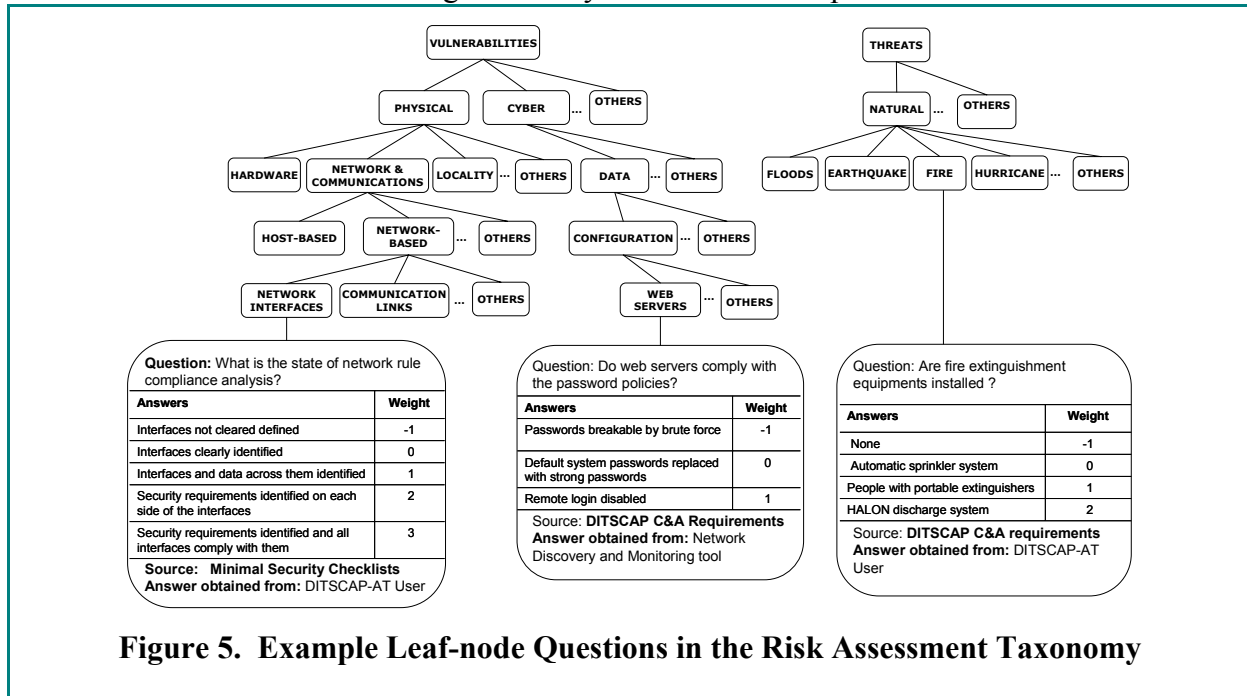 VULNERABILITIES
THREATS
PHYSICAL
CYBER
...
OTHERS
NATURAL
...
OTHERS
HARDWARE
NETWORK &
COMMUNICATIONS
LOCALITY
...
OTHERS
DATA
...
OTHERS
FLOODS
EARTHQUAKE
FIRE
HURRICANE
...
OTHERS
HOST-BASED
NETWORK-
BASED
...
OTHERS
CONFIGURATION
...
OTHERS
NETWORK
INTERFACES
COMMUNICATION
LINKS
...
OTHERS
WEB
SERVERS
...
OTHERS
Question: What is the state of network rule
compliance analysis?
Answers Weight
Interfaces not cleared defined -1
Interfaces clearly identified 0
Interfaces and data across them identified 1
Security requirements identified on each
side of the interfaces 2
Security requirements identified and all
interfaces comply with them 3
Source: Minimal Security Checklists
Answer obtained from: DITSCAP-AT User
Question: Do web servers comply with
the password policies?
Answers Weight
Passwords breakable by brute force -1
Default system passwords replaced
with strong passwords 0
Remote login disabled 1
Source: DITSCAP C&A Requirements
Answer obtained from: Network
Discovery and Monitoring tool
Question: Are fire extinguishment
equipments installed ?
Answers Weight
None -1
Automatic sprinkler system 0
People with portable extinguishers 1
HALON discharge system 2
Source: DITSCAP C&A requirements
Answer obtained from: DITSCAP-AT
User
Figure 5. Example Leaf-node Questions in the Risk Assessment Taxonomy